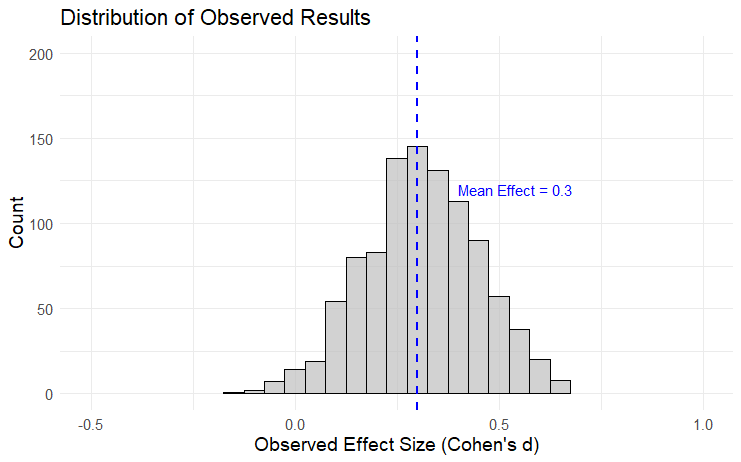 Distribution of Observed Results
200
150
100
50
0
Count
Mean Effect = 0.3
-0.5
0.0
0.5
1.0
Observed Effect Size (Cohen's d)